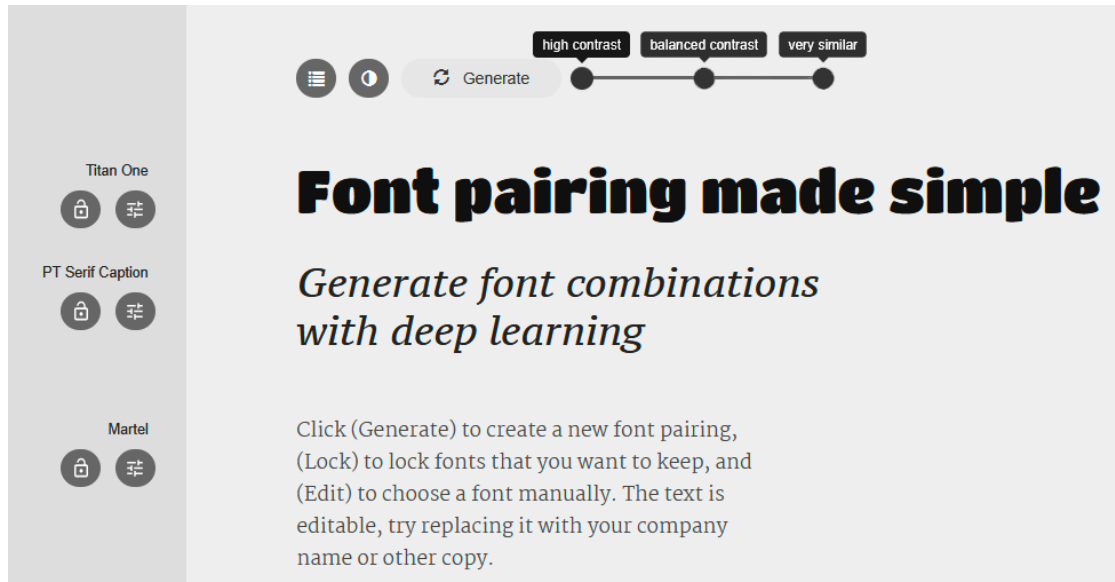 high contrast
balanced contrast
very similar
Generate
Titan One
Font pairing made simple
PT Serif Caption
Generate font combinations
with deep learning
Martel
Click (Generate) to create a new font pairing,
(Lock) to lock fonts that you want to keep, and
(Edit) to choose a font manually. The text is
editable, try replacing it with your company
name or other copy.